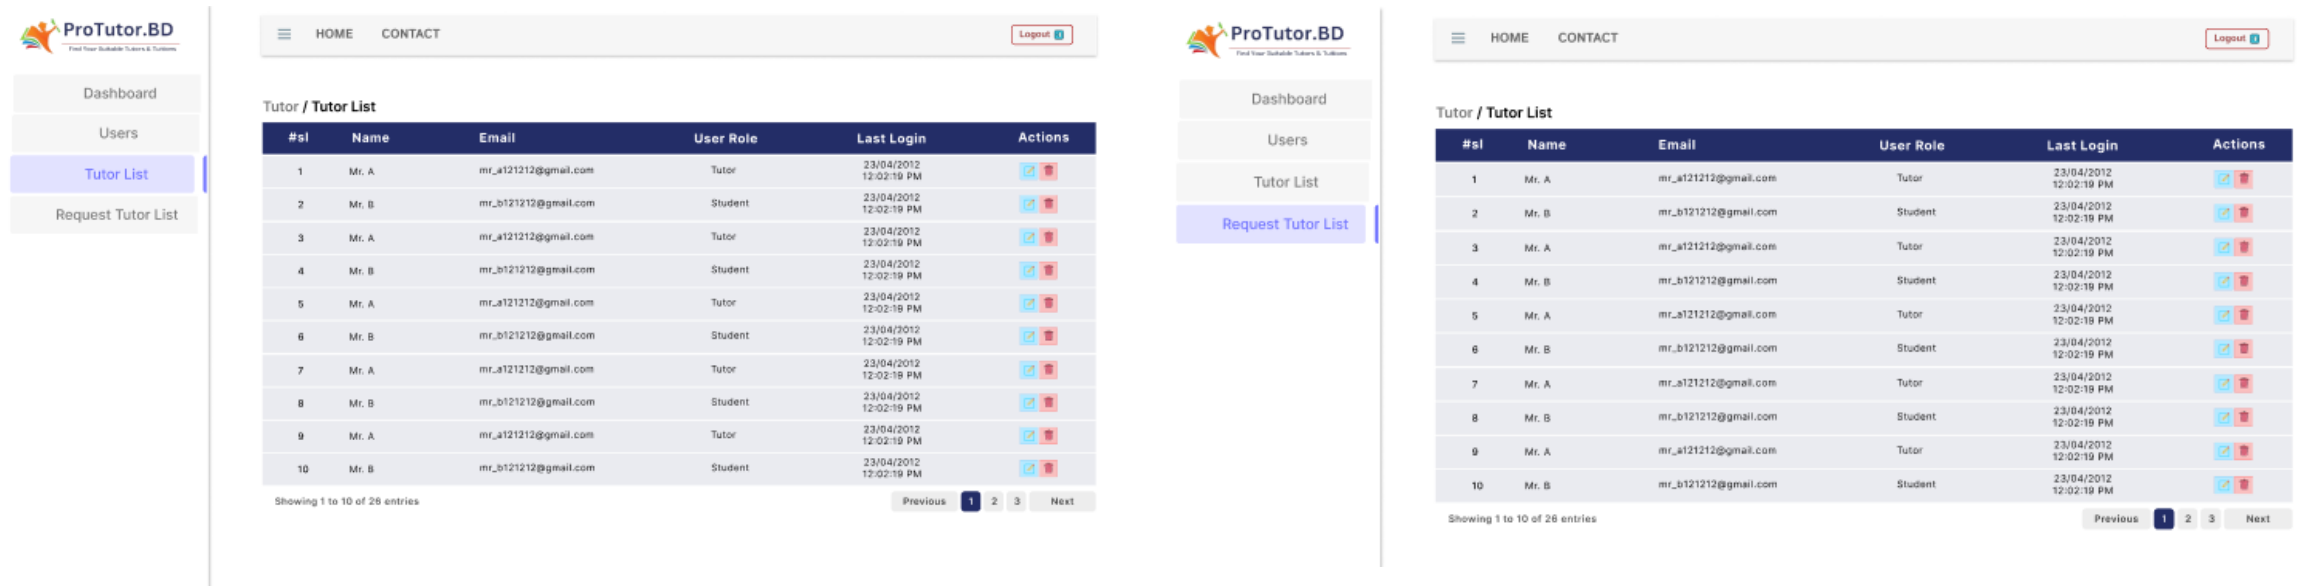 ProTutor.BD
Find Your Suitable Tutors & Tuitions
Dashboard
Users
Tutor List
Request Tutor List
HOME CONTACT Logout
Tutor / Tutor List
#sl Name Email User Role Last Login Actions
1 Mr. A mr_a121212@gmail.com Tutor 23/04/2012 12:02:19 PM
2 Mr. B mr_b121212@gmail.com Student 23/04/2012 12:02:19 PM
3 Mr. A mr_a121212@gmail.com Tutor 23/04/2012 12:02:19 PM
4 Mr. B mr_b121212@gmail.com Student 23/04/2012 12:02:19 PM
5 Mr. A mr_a121212@gmail.com Tutor 23/04/2012 12:02:19 PM
6 Mr. B mr_b121212@gmail.com Student 23/04/2012 12:02:19 PM
7 Mr. A mr_a121212@gmail.com Tutor 23/04/2012 12:02:19 PM
8 Mr. B mr_b121212@gmail.com Student 23/04/2012 12:02:19 PM
9 Mr. A mr_a121212@gmail.com Tutor 23/04/2012 12:02:19 PM
10 Mr. B mr_b121212@gmail.com Student 23/04/2012 12:02:19 PM
Showing 1 to 10 of 26 entries Previous 1 2 3 Next
ProTutor.BD
Find Your Suitable Tutors & Tuitions
Dashboard
Users
Tutor List
Request Tutor List
HOME CONTACT Logout
Tutor / Tutor List
#sl Name Email User Role Last Login Actions
1 Mr. A mr_a121212@gmail.com Tutor 23/04/2012 12:02:19 PM
2 Mr. B mr_b121212@gmail.com Student 23/04/2012 12:02:19 PM
3 Mr. A mr_a121212@gmail.com Tutor 23/04/2012 12:02:19 PM
4 Mr. B mr_b121212@gmail.com Student 23/04/2012 12:02:19 PM
5 Mr. A mr_a121212@gmail.com Tutor 23/04/2012 12:02:19 PM
6 Mr. B mr_b121212@gmail.com Student 23/04/2012 12:02:19 PM
7 Mr. A mr_a121212@gmail.com Tutor 23/04/2012 12:02:19 PM
8 Mr. B mr_b121212@gmail.com Student 23/04/2012 12:02:19 PM
9 Mr. A mr_a121212@gmail.com Tutor 23/04/2012 12:02:19 PM
10 Mr. B mr_b121212@gmail.com Student 23/04/2012 12:02:19 PM
Showing 1 to 10 of 26 entries Previous 1 2 3 Next